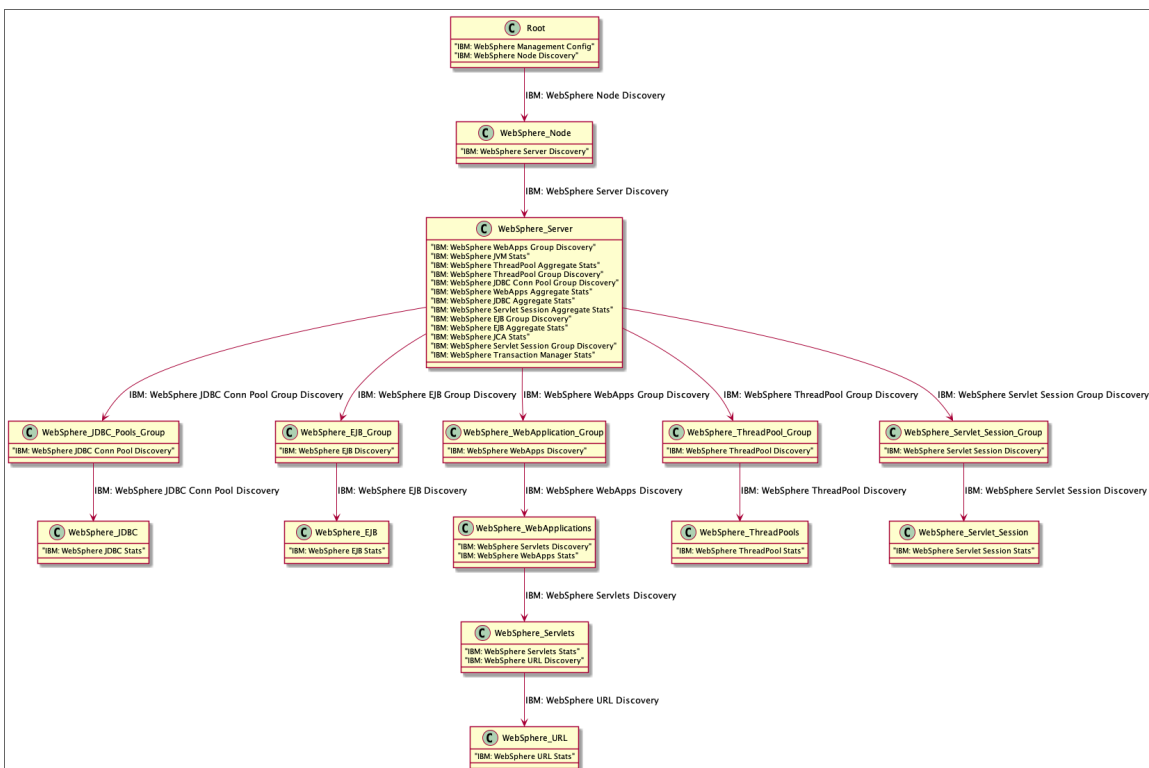 C Root
"IBM: WebSphere Management Config"
"IBM: WebSphere Node Discovery"
IBM: WebSphere Node Discovery
C WebSphere_Node
"IBM: WebSphere Server Discovery"
IBM: WebSphere Server Discovery
C WebSphere_Server
"IBM: WebSphere WebApps Group Discovery"
"IBM: WebSphere JVM Stats"
"IBM: WebSphere ThreadPool Aggregate Stats"
"IBM: WebSphere ThreadPool Group Discovery"
"IBM: WebSphere JDBC Conn Pool Group Discovery"
"IBM: WebSphere WebApps Aggregate Stats"
"IBM: WebSphere JDBC Aggregate Stats"
"IBM: WebSphere Servlet Session Aggregate Stats"
"IBM: WebSphere EJB Group Discovery"
"IBM: WebSphere EJB Aggregate Stats"
"IBM: WebSphere JCA Stats"
"IBM: WebSphere Servlet Session Group Discovery"
"IBM: WebSphere Transaction Manager Stats"
IBM: WebSphere JDBC Conn Pool Group Discovery
IBM: WebSphere EJB Group Discovery
IBM: WebSphere WebApps Group Discovery
IBM: WebSphere ThreadPool Group Discovery
IBM: WebSphere Servlet Session Group Discovery
C WebSphere_JDBC_Pools_Group
"IBM: WebSphere JDBC Conn Pool Discovery"
C WebSphere_EJB_Group
"IBM: WebSphere EJB Discovery"
C WebSphere_WebApplication_Group
"IBM: WebSphere WebApps Discovery"
C WebSphere_ThreadPool_Group
"IBM: WebSphere ThreadPool Discovery"
C WebSphere_Servlet_Session_Group
"IBM: WebSphere Servlet Session Discovery"
IBM: WebSphere JDBC Conn Pool Discovery
IBM: WebSphere EJB Discovery
IBM: WebSphere WebApps Discovery
IBM: WebSphere ThreadPool Discovery
IBM: WebSphere Servlet Session Discovery
C WebSphere_JDBC
"IBM: WebSphere JDBC Stats"
C WebSphere_EJB
"IBM: WebSphere EJB Stats"
C WebSphere_WebApplications
"IBM: WebSphere Servlets Discovery"
"IBM: WebSphere WebApps Stats"
C WebSphere_ThreadPools
"IBM: WebSphere ThreadPool Stats"
C WebSphere_Servlet_Session
"IBM: WebSphere Servlet Session Stats"
IBM: WebSphere Servlets Discovery
C WebSphere_Servlets
"IBM: WebSphere Servlets Stats"
"IBM: WebSphere URL Discovery"
IBM: WebSphere URL Discovery
C WebSphere_URL
"IBM: WebSphere URL Stats"